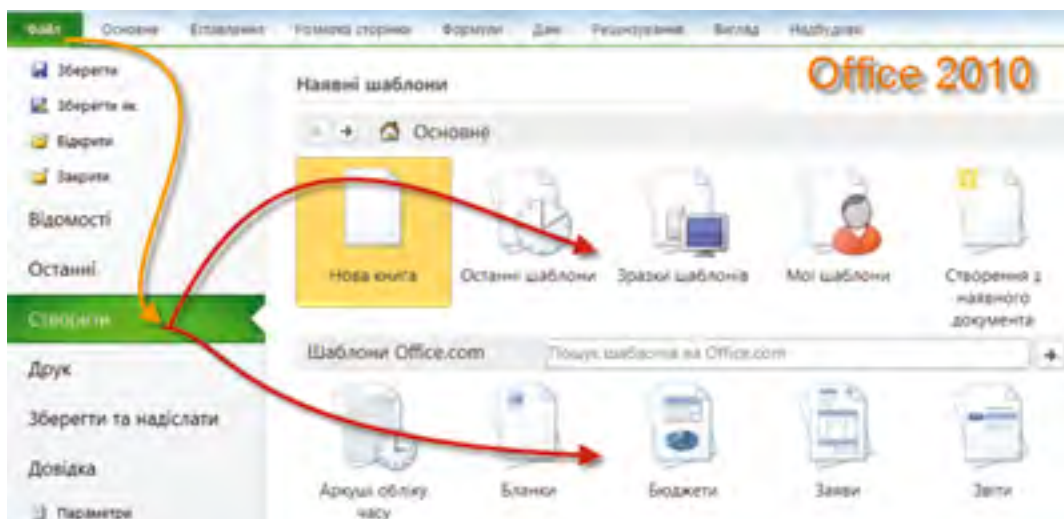 Файл Основне Вставлення Розмітка сторінки Формули Дані Рецензування Вигляд Надбудови
Зберегти
Зберегти як
Відкрити
Закрити
Відомості
Останні
Створити
Друк
Зберегти та надіслати
Довідка
Параметри
Office 2010
Наявні шаблони
Основне
Нова книга
Останні шаблони
Зразки шаблонів
Мої шаблони
Створення з
наявного
документа
Шаблони Office.com
Пошук шаблонів на Office.com
Аркуші обліку
часу
Бланки
Бюджети
Заяви
Звіти